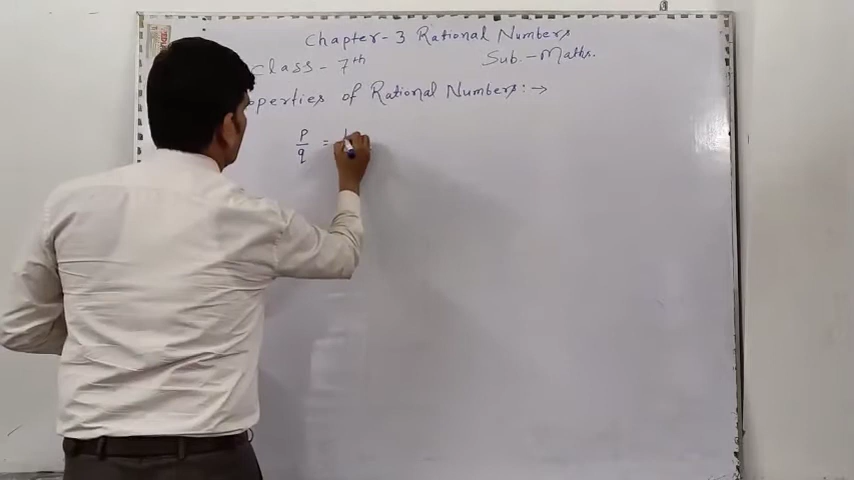 Chapter-3 Rational Numbers
Class - 7th Sub. - Maths.
operties of Rational Numbers :- →
p/q =